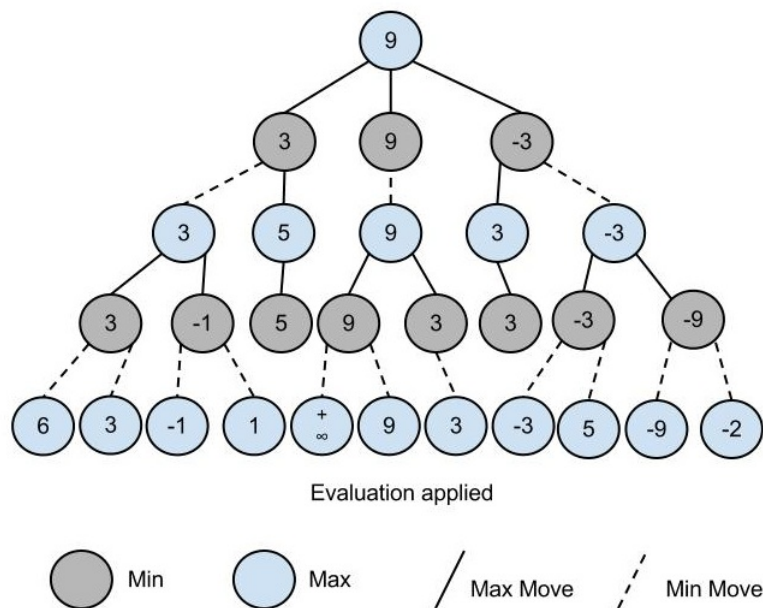 9
3 9 -3
3 5 9 3 -3
3 -1 5 9 3 3 -3 -9
6 3 -1 1 + ∞ 9 3 -3 5 -9 -2
Evaluation applied
Min Max Max Move Min Move